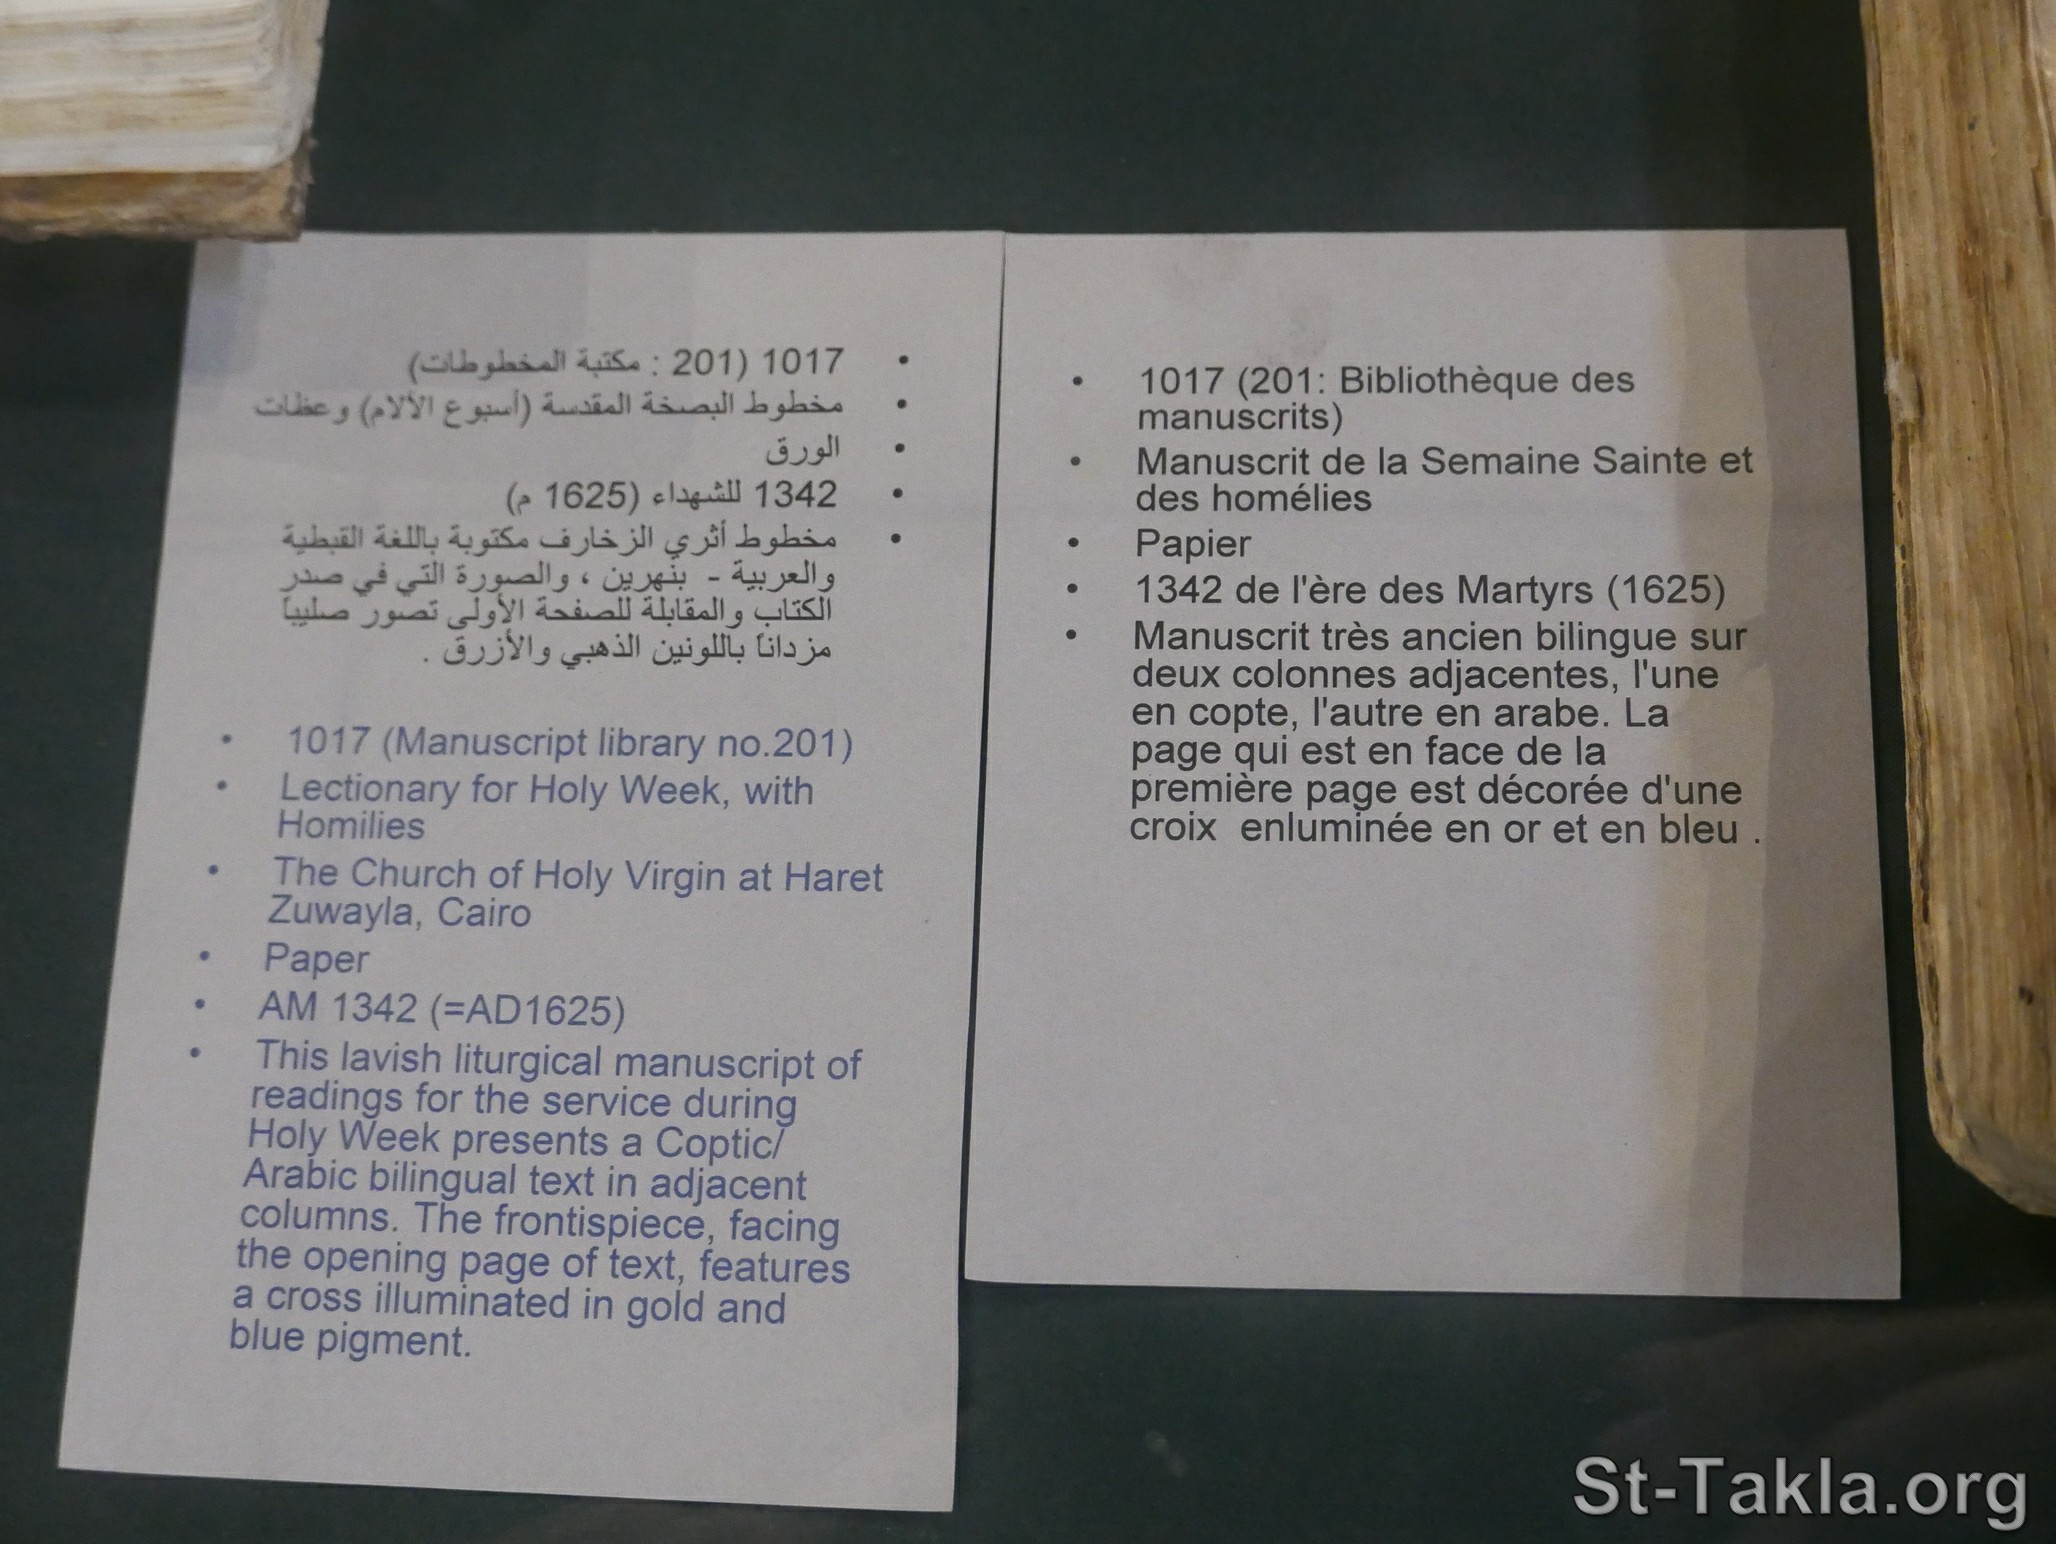 • 1017 (201 : مكتبة المخطوطات)
• مخطوط البصخة المقدسة (أسبوع الألام) وعظات
• الورق
• 1342 للشهداء (1625 م)
• مخطوط أثري الزخارف مكتوبة باللغة القبطية
والعربية - بنهرين ، والصورة التي في صدر
الكتاب والمقابلة للصفحة الأولى تصور صليباً
مزداناً باللونين الذهبي والأزرق .
• 1017 (Manuscript library no.201)
• Lectionary for Holy Week, with
Homilies
• The Church of Holy Virgin at Haret
Zuwayla, Cairo
• Paper
• AM 1342 (=AD1625)
• This lavish liturgical manuscript of
readings for the service during
Holy Week presents a Coptic/
Arabic bilingual text in adjacent
columns. The frontispiece, facing
the opening page of text, features
a cross illuminated in gold and
blue pigment.
• 1017 (201: Bibliothèque des
manuscrits)
• Manuscrit de la Semaine Sainte et
des homélies
• Papier
• 1342 de l'ère des Martyrs (1625)
• Manuscrit très ancien bilingue sur
deux colonnes adjacentes, l'une
en copte, l'autre en arabe. La
page qui est en face de la
première page est décorée d'une
croix enluminée en or et en bleu .
St-Takla.org